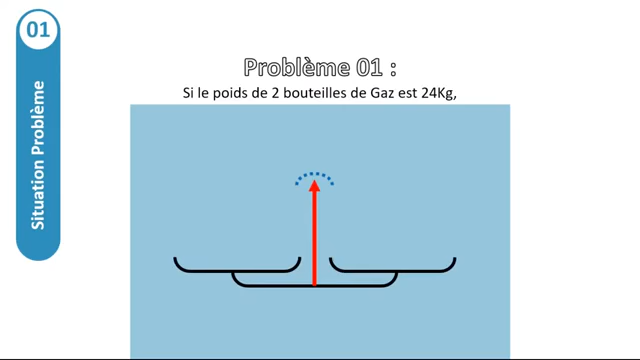 01
Situation Problème
Problème 01 :
Si le poids de 2 bouteilles de Gaz est 24Kg,